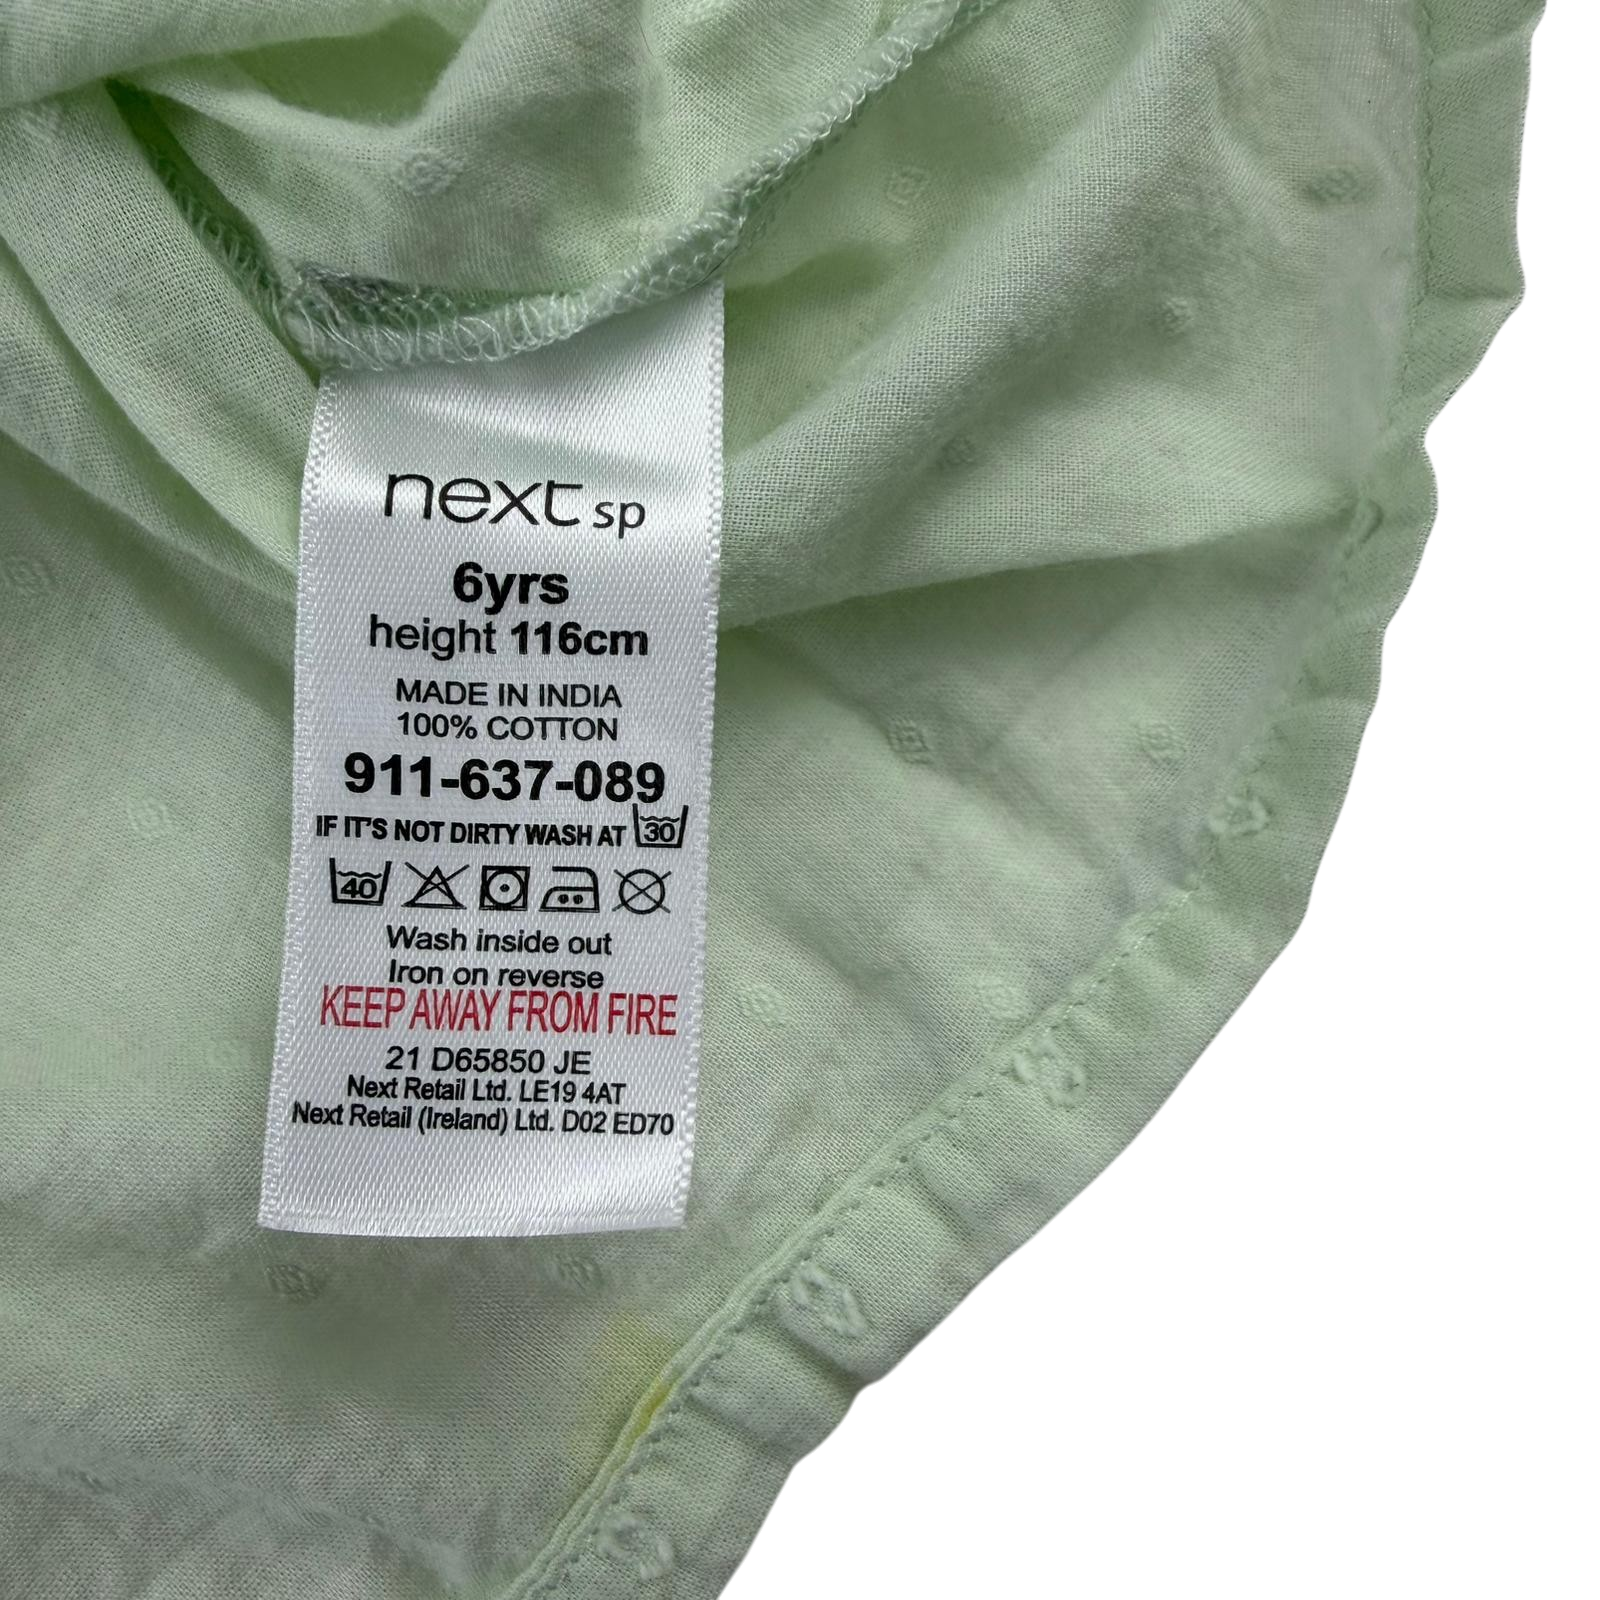 next sp
6yrs
height 116cm
MADE IN INDIA
100% COTTON
911-637-089
IF IT'S NOT DIRTY WASH AT 30
40
Wash inside out
Iron on reverse
KEEP AWAY FROM FIRE
21 D65850 JE
Next Retail Ltd. LE19 4AT
Next Retail (Ireland) Ltd. D02 ED70